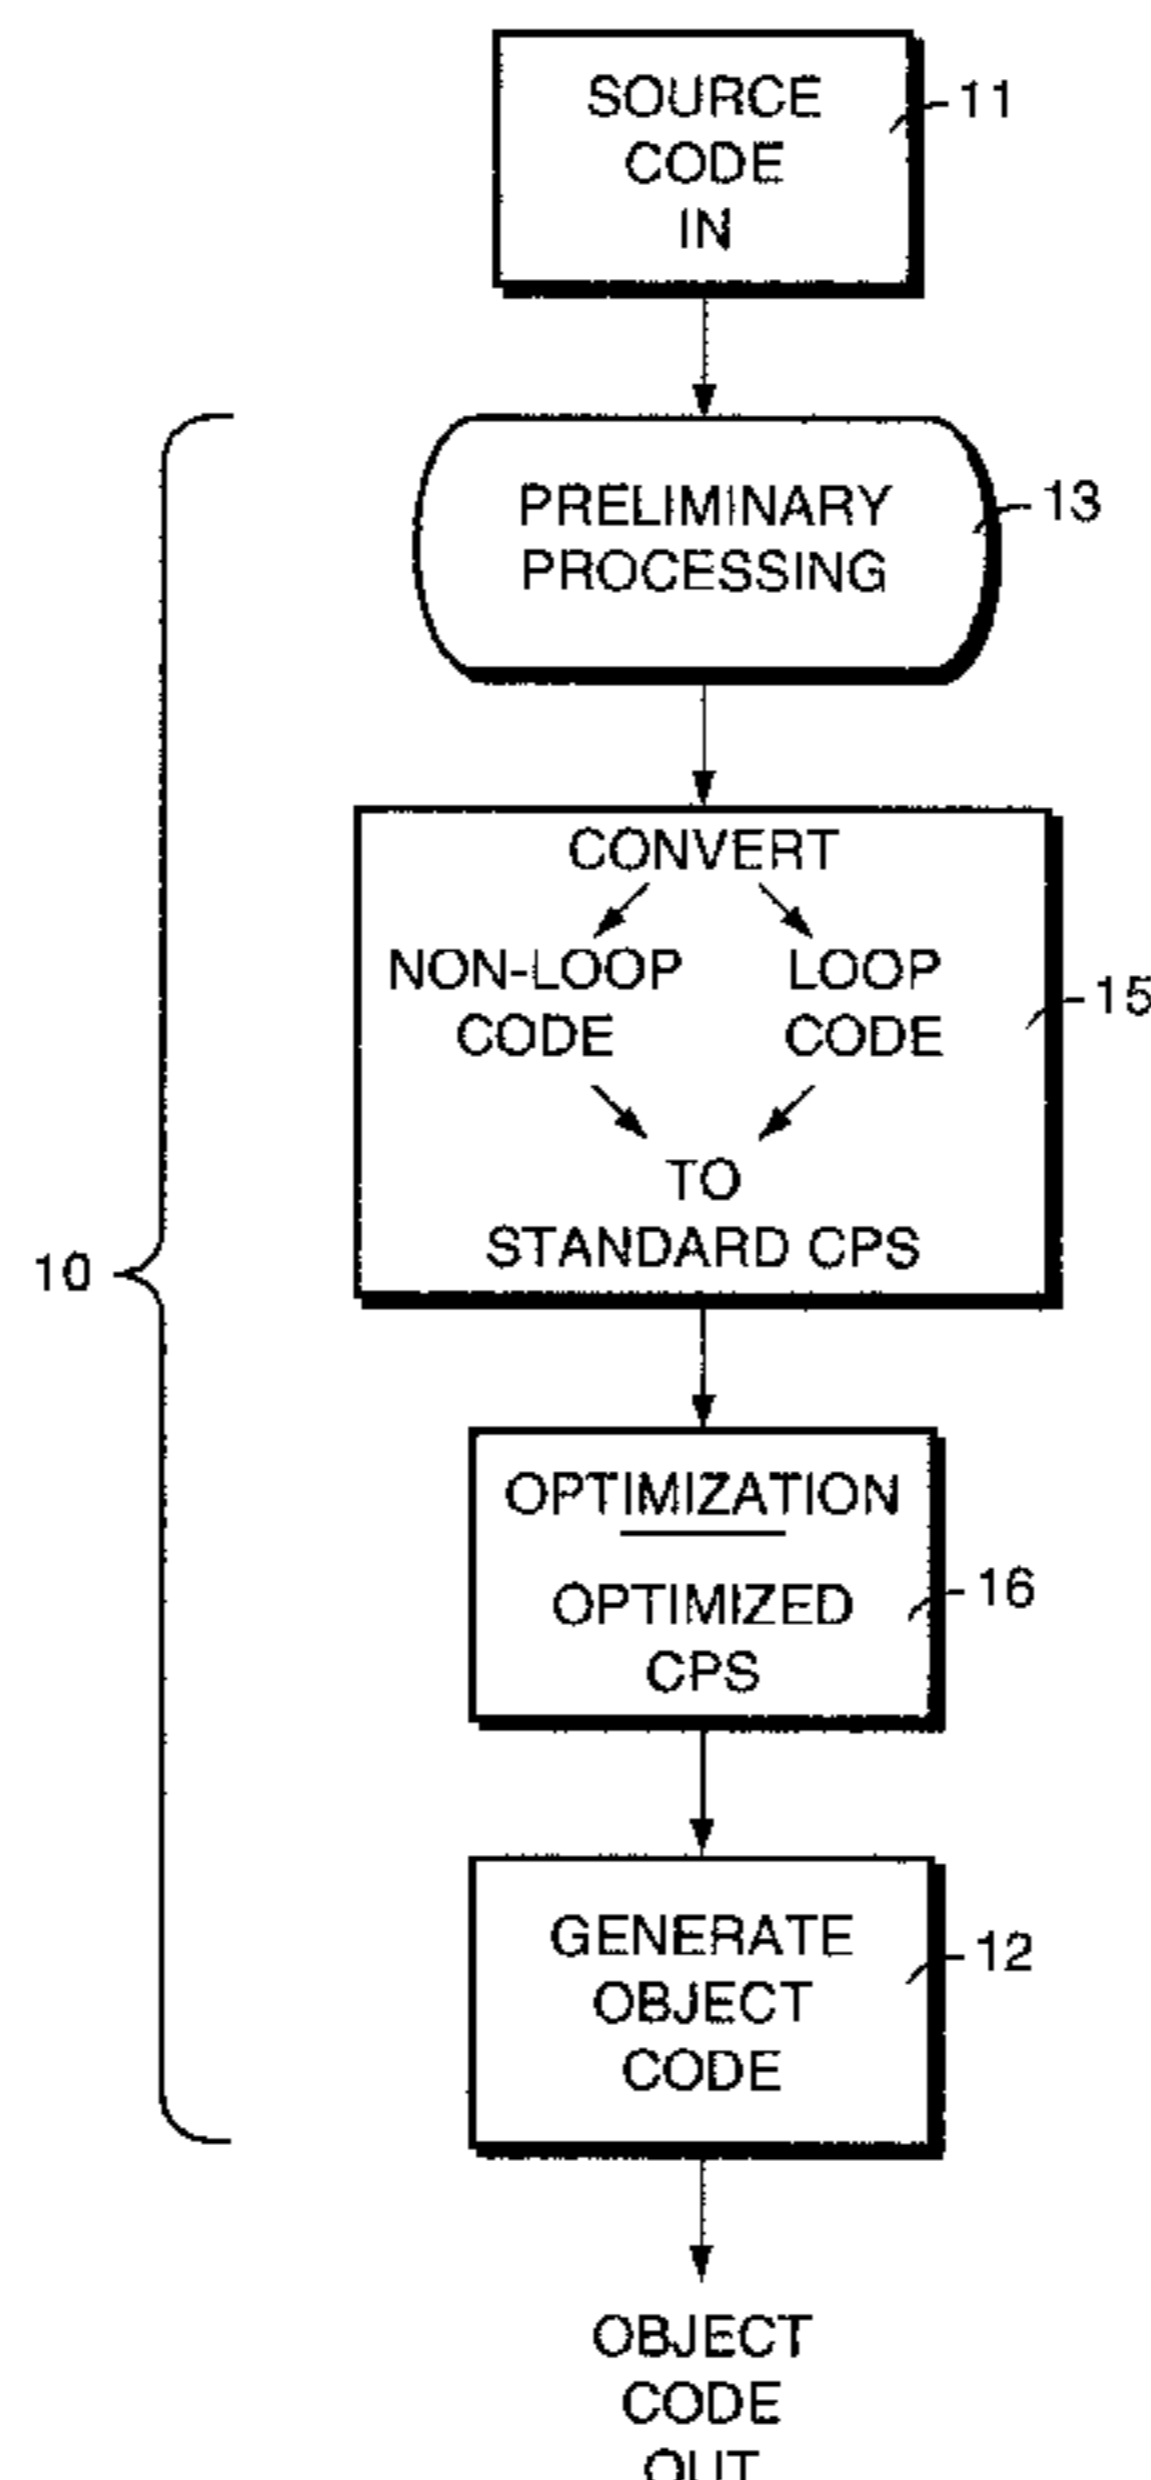 SOURCE
CODE
IN
11
PRELIMINARY
PROCESSING
13
CONVERT
NON-LOOP
CODE
LOOP
CODE
15
TO
STANDARD CPS
10
OPTIMIZATION
OPTIMIZED
CPS
16
GENERATE
OBJECT
CODE
12
OBJECT
CODE
OUT